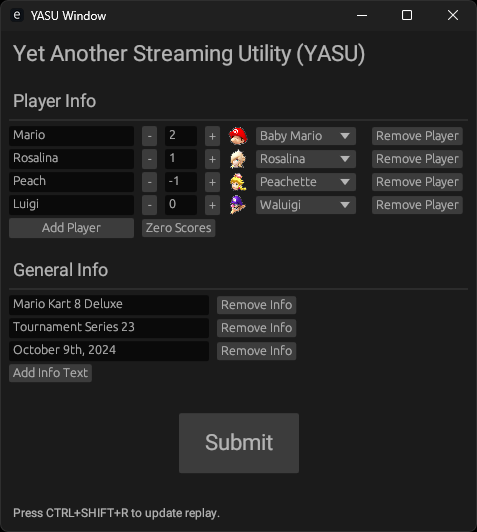 e YASU Window
Yet Another Streaming Utility (YASU)
Player Info
Mario - 2 + Baby Mario Remove Player
Rosalina - 1 + Rosalina Remove Player
Peach - -1 + Peachette Remove Player
Luigi - 0 + Waluigi Remove Player
Add Player Zero Scores
General Info
Mario Kart 8 Deluxe Remove Info
Tournament Series 23 Remove Info
October 9th, 2024 Remove Info
Add Info Text
Submit
Press CTRL+SHIFT+R to update replay.